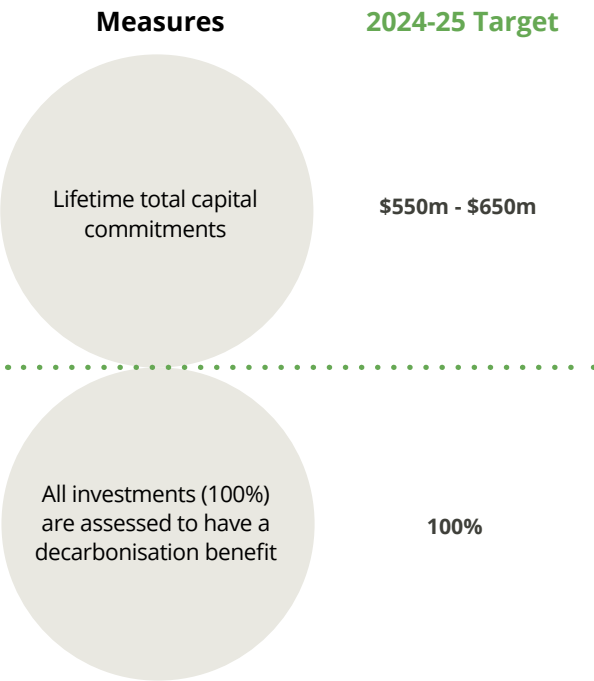 Measures
2024-25 Target
Lifetime total capital
commitments
$550m - $650m
All investments (100%)
are assessed to have a
decarbonisation benefit
100%